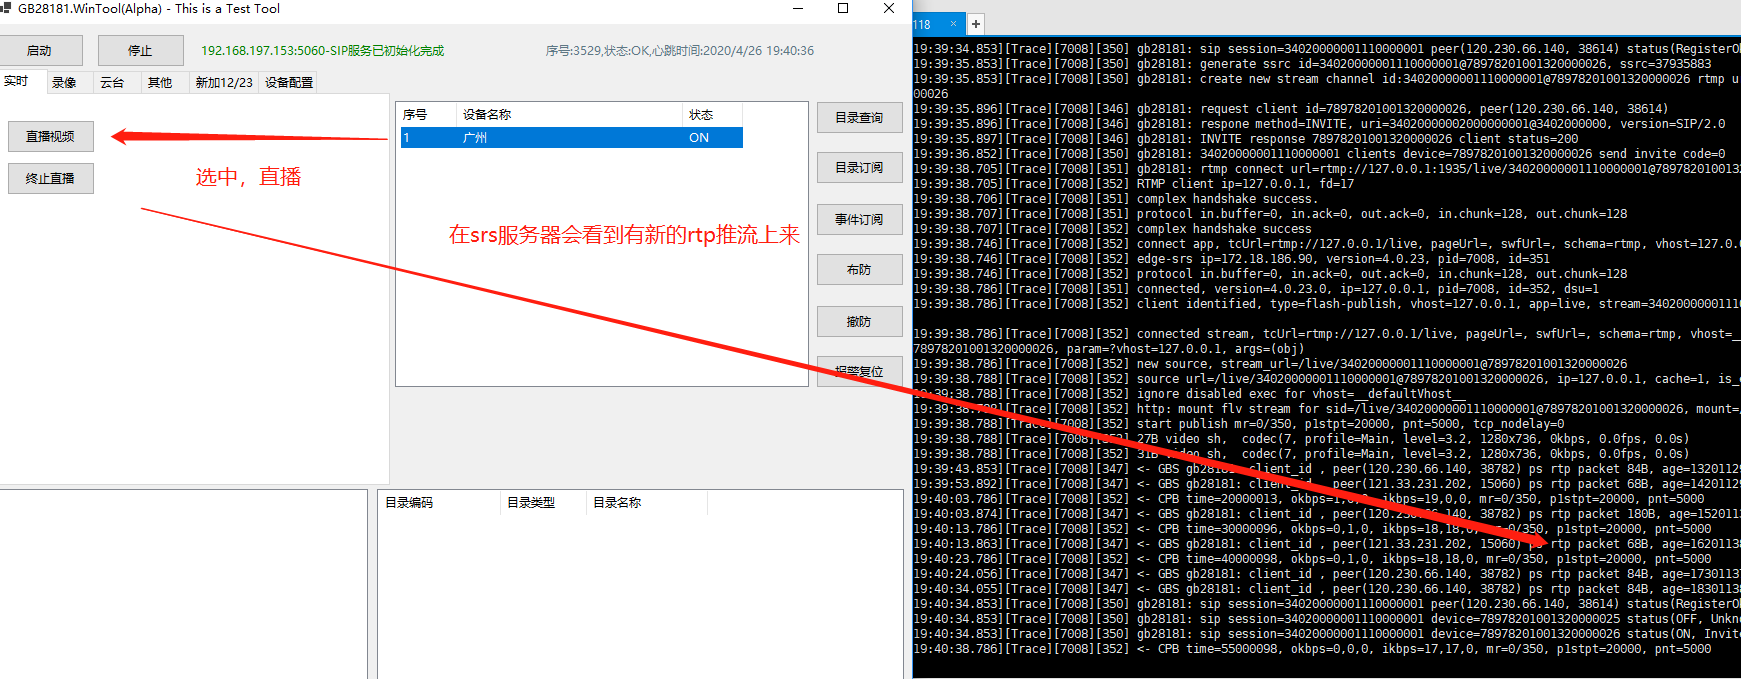 GB28181.WinTool(Alpha) - This is a Test Tool
启动
停止
192.168.197.153:5060-SIP服务已初始化完成
序号:3529,状态:OK,心跳时间:2020/4/26 19:40:36
实时
录像
云台
其他
新加12/23
设备配置
直播视频
终止直播
选中，直播
序号
设备名称
状态
1
广州
ON
在srs服务器会看到有新的rtp推流上来
目录查询
目录订阅
事件订阅
布防
撤防
报警复位
目录编码
目录类型
目录名称
118
19:39:34.853][Trace][7008][350] gb28181: sip session=34020000001110000001 peer(120.230.66.140, 38614) status(RegisterO
19:39:35.853][Trace][7008][350] gb28181: generate ssrc id=34020000001110000001@78978201001320000026, ssrc=37935883
19:39:35.853][Trace][7008][350] gb28181: create new stream channel id:34020000001110000001@78978201001320000026 rtmp u
00026
19:39:35.896][Trace][7008][346] gb28181: request client id=78978201001320000026, peer(120.230.66.140, 38614)
19:39:35.896][Trace][7008][346] gb28181: respone method=INVITE, uri=34020000002000000001@3402000000, version=SIP/2.0
19:39:35.897][Trace][7008][346] gb28181: INVITE response 78978201001320000026 client status=200
19:39:36.852][Trace][7008][350] gb28181: 34020000001110000001 clients device=78978201001320000026 send invite code=0
19:39:38.705][Trace][7008][351] gb28181: rtmp connect url=rtmp://127.0.0.1:1935/live/34020000001110000001@789782010013
19:39:38.705][Trace][7008][352] RTMP client ip=127.0.0.1, fd=17
19:39:38.706][Trace][7008][351] complex handshake success.
19:39:38.707][Trace][7008][351] protocol in.buffer=0, in.ack=0, out.ack=0, in.chunk=128, out.chunk=128
19:39:38.707][Trace][7008][352] complex handshake success
19:39:38.746][Trace][7008][352] connect app, tcUrl=rtmp://127.0.0.1/live, pageUrl=, swfUrl=, schema=rtmp, vhost=127.0.
19:39:38.746][Trace][7008][352] edge-srs ip=172.18.186.90, version=4.0.23, pid=7008, id=351
19:39:38.746][Trace][7008][352] protocol in.buffer=0, in.ack=0, out.ack=0, in.chunk=128, out.chunk=128
19:39:38.786][Trace][7008][351] connected, version=4.0.23.0, ip=127.0.0.1, pid=7008, id=352, dsu=1
19:39:38.786][Trace][7008][352] client identified, type=flash-publish, vhost=127.0.0.1, app=live, stream=3402000000111
19:39:38.786][Trace][7008][352] connected stream, tcUrl=rtmp://127.0.0.1/live, pageUrl=, swfUrl=, schema=rtmp, vhost=__
78978201001320000026, param=?vhost=127.0.0.1, args=(obj)
19:39:38.786][Trace][7008][352] new source, stream_url=/live/34020000001110000001@78978201001320000026
19:39:38.788][Trace][7008][352] source url=/live/34020000001110000001@78978201001320000026, ip=127.0.0.1, cache=1, is_
19:39:38.788][Trace][7008][352] ignore disabled exec for vhost=__defaultVhost__
19:39:38.788][Trace][7008][352] http: mount flv stream for sid=/live/34020000001110000001@78978201001320000026, mount=
19:39:38.788][Trace][7008][352] start publish mr=0/350, p1stpt=20000, pnt=5000, tcp_nodelay=0
19:39:38.788][Trace][7008][352] 27B video sh, codec(7, profile=Main, level=3.2, 1280x736, 0kbps, 0.0fps, 0.0s)
19:39:38.788][Trace][7008][352] 31B video sh, codec(7, profile=Main, level=3.2, 1280x736, 0kbps, 0.0fps, 0.0s)
19:39:43.853][Trace][7008][347] <- GBS gb28181: client_id , peer(120.230.66.140, 38782) ps rtp packet 84B, age=1320112
19:39:53.892][Trace][7008][347] <- GBS gb28181: client_id , peer(121.33.231.202, 15060) ps rtp packet 68B, age=1420112
19:40:03.786][Trace][7008][352] <- CPB time=20000013, okbps=1,0,0, ikbps=19,0,0, mr=0/350, p1stpt=20000, pnt=5000
19:40:03.874][Trace][7008][347] <- GBS gb28181: client_id , peer(120.230.66.140, 38782) ps rtp packet 180B, age=152011
19:40:13.786][Trace][7008][352] <- CPB time=30000096, okbps=0,1,0, ikbps=18,18,0, mr=0/350, p1stpt=20000, pnt=5000
19:40:13.863][Trace][7008][347] <- GBS gb28181: client_id , peer(121.33.231.202, 15060) ps rtp packet 68B, age=1620113
19:40:23.786][Trace][7008][352] <- CPB time=40000098, okbps=0,1,0, ikbps=18,18,0, mr=0/350, p1stpt=20000, pnt=5000
19:40:24.056][Trace][7008][347] <- GBS gb28181: client_id , peer(120.230.66.140, 38782) ps rtp packet 84B, age=1730113
19:40:34.055][Trace][7008][347] <- GBS gb28181: client_id , peer(120.230.66.140, 38782) ps rtp packet 84B, age=1830113
19:40:34.853][Trace][7008][350] gb28181: sip session=34020000001110000001 peer(120.230.66.140, 38614) status(RegisterO
19:40:34.853][Trace][7008][350] gb28181: sip session=34020000001110000001 device=78978201001320000025 status(OFF, Unkn
19:40:34.853][Trace][7008][350] gb28181: sip session=34020000001110000001 device=78978201001320000026 status(ON, Invit
19:40:38.786][Trace][7008][352] <- CPB time=55000098, okbps=0,0,0, ikbps=17,17,0, mr=0/350, p1stpt=20000, pnt=5000